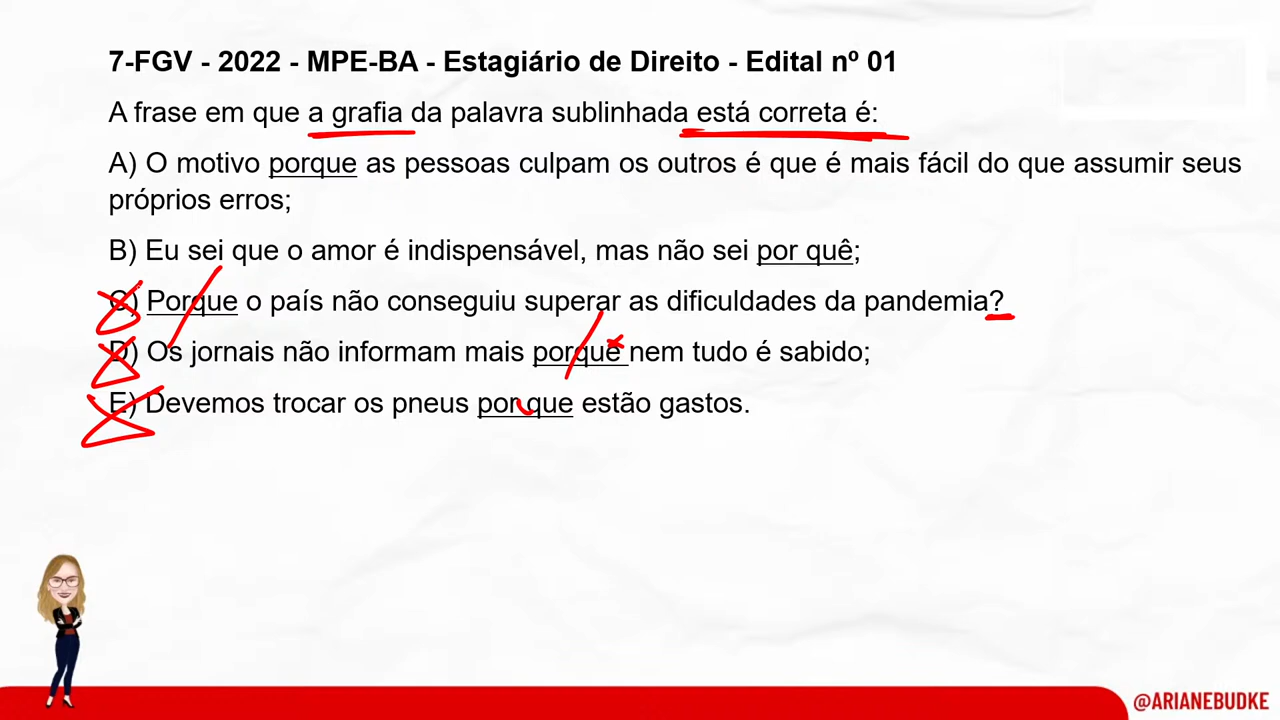 7-FGV - 2022 - MPE-BA - Estagiário de Direito - Edital nº 01
A frase em que a grafia da palavra sublinhada está correta é:
A) O motivo porque as pessoas culpam os outros é que é mais fácil do que assumir seus
próprios erros;
B) Eu sei que o amor é indispensável, mas não sei por quê;
C) Porque o país não conseguiu superar as dificuldades da pandemia?
D) Os jornais não informam mais porquê nem tudo é sabido;
E) Devemos trocar os pneus por que estão gastos.
@ARIANEBUDKE